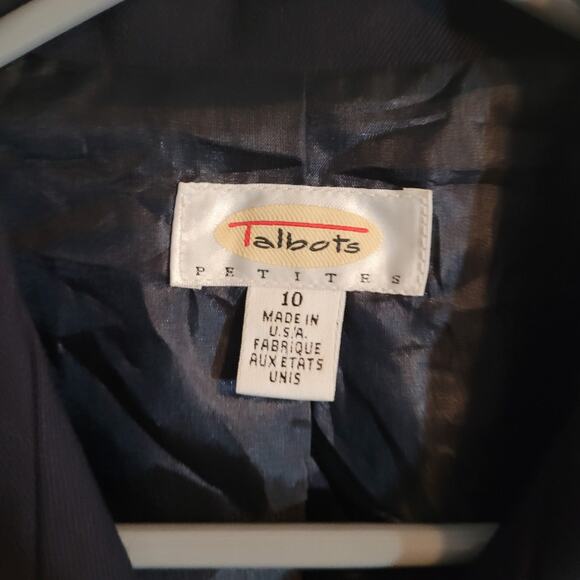 Talbots
PETITES
10
MADE IN
U.S.A.
FABRIQUE
AUX ETATS
UNIS